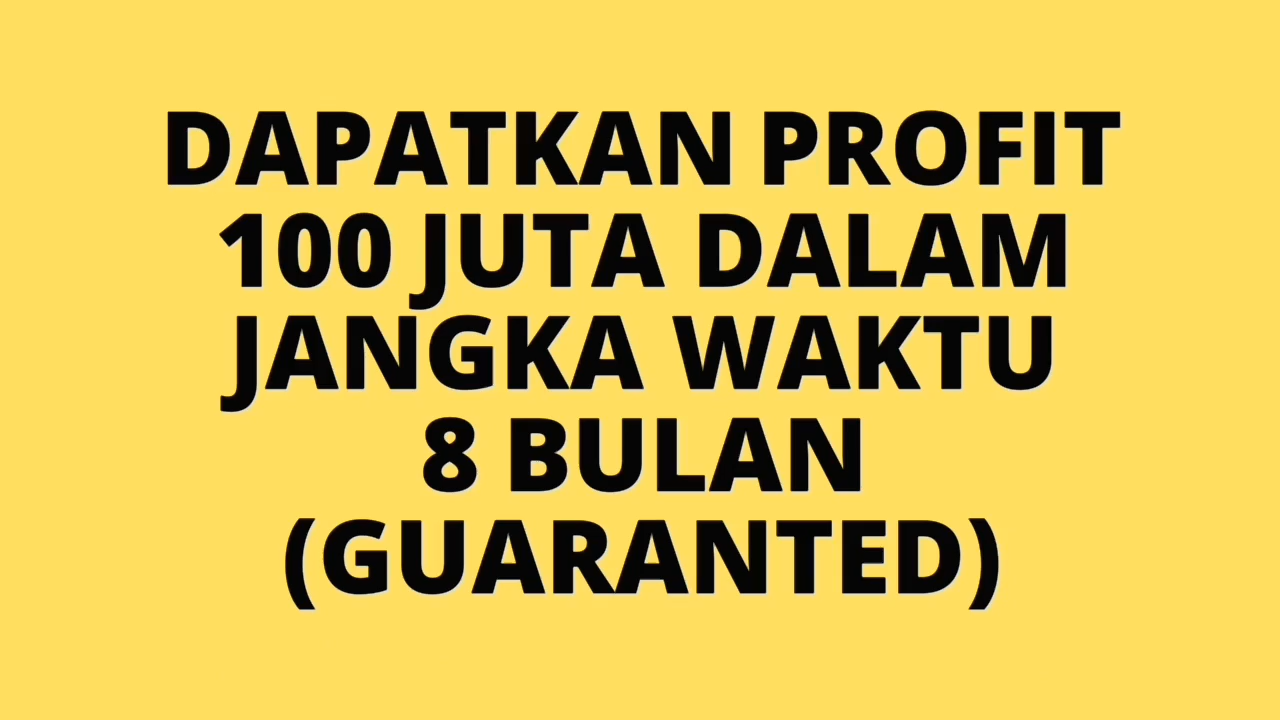 DAPATKAN PROFIT
100 JUTA DALAM
JANGKA WAKTU
8 BULAN
(GUARANTED)